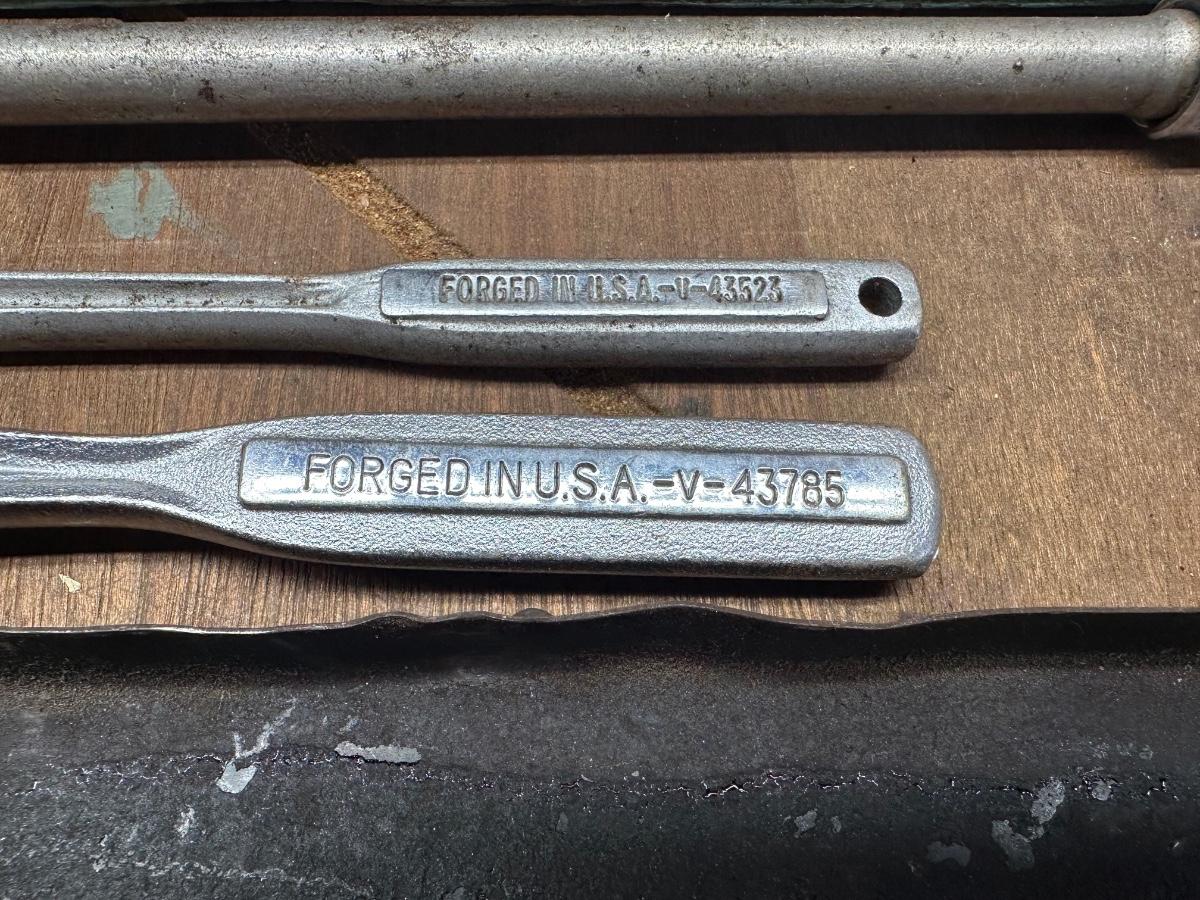 FORGED IN U.S.A.-V-43523
FORGED IN U.S.A.-V-43785